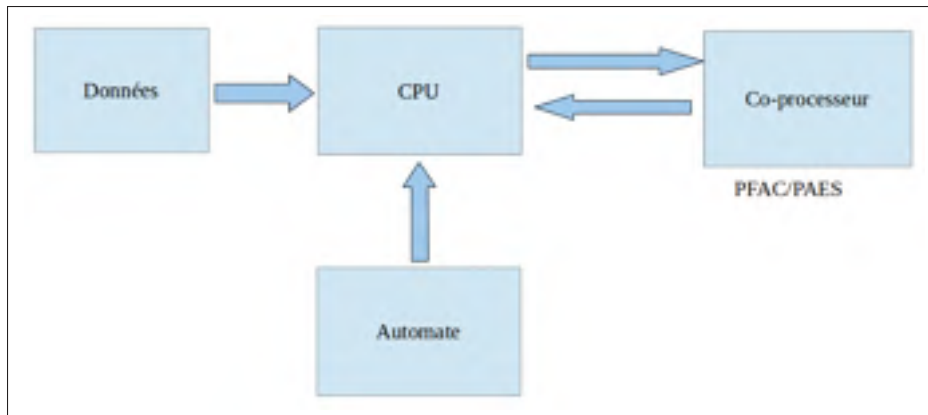 Données
CPU
Co-processeur
PFAC/PAES
Automate